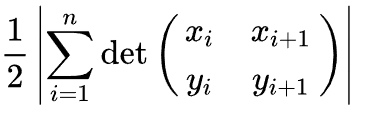 \frac{1}{2} \left| \sum_{i=1}^{n} \det \begin{pmatrix} x_i & x_{i+1} \\ y_i & y_{i+1} \end{pmatrix} \right|